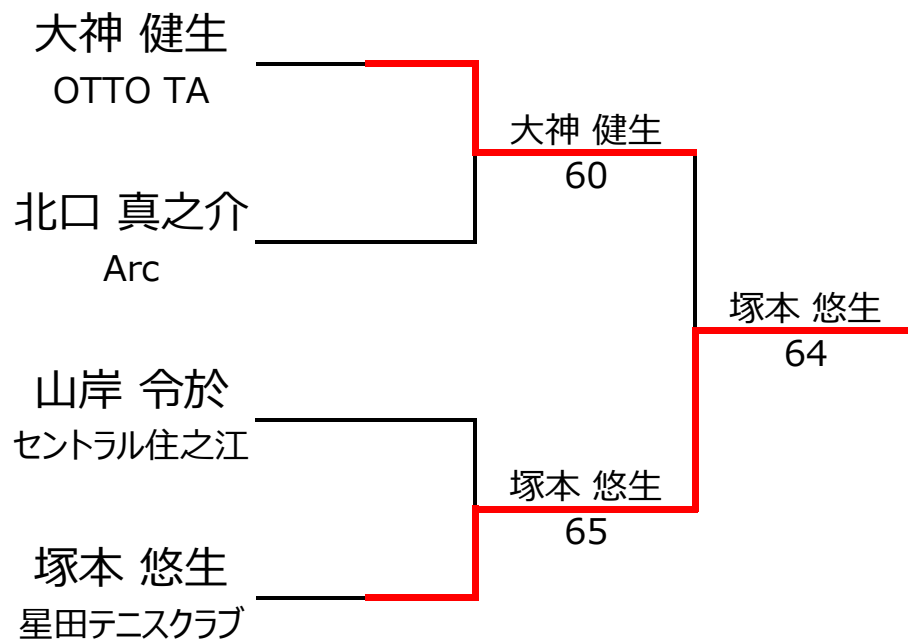 大神 健生
OTTO TA
大神 健生
60
北口 真之介
Arc
塚本 悠生
64
山岸 令於
セントラル住之江
塚本 悠生
65
塚本 悠生
星田テニスクラブ